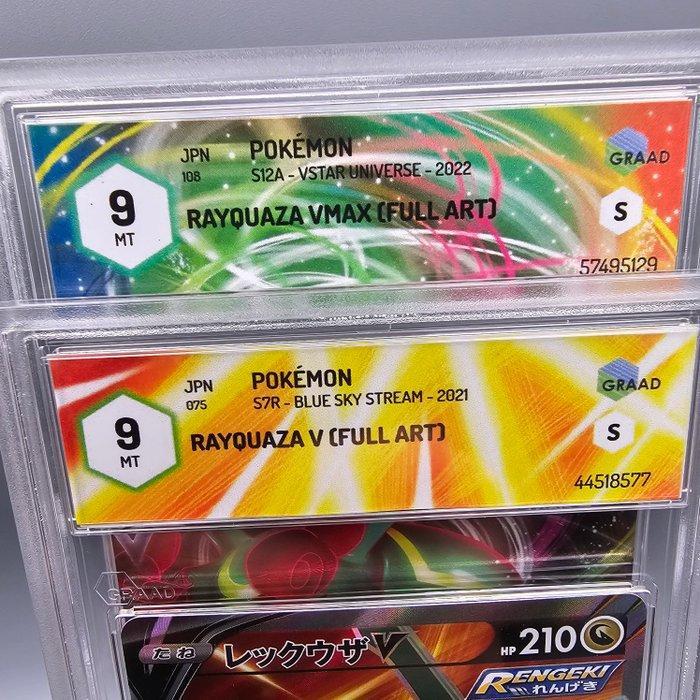 JPN POKÉMON
108 S12A - VSTAR UNIVERSE - 2022
GRAAD
9
MT
RAYQUAZA VMAX (FULL ART)
S
57495129
JPN POKÉMON
075 S7R - BLUE SKY STREAM - 2021
GRAAD
9
MT
RAYQUAZA V (FULL ART)
S
44518577
GRAAD
たね レックウザV HP 210
RENGEKI
れんげき